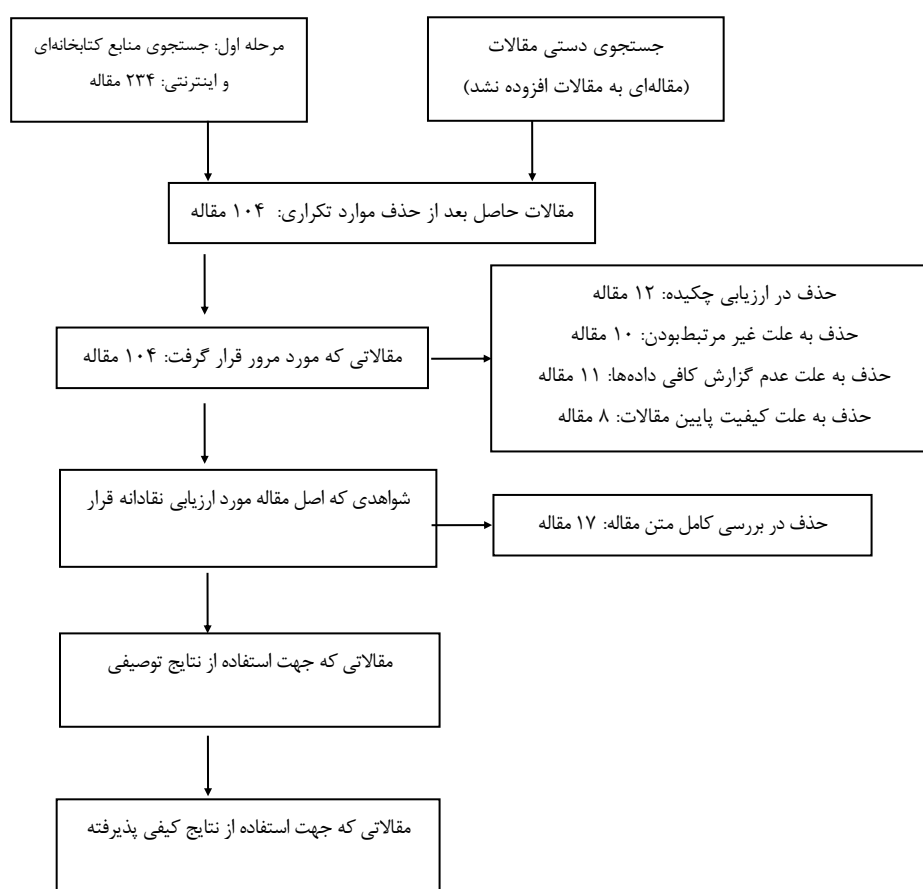 مرحله اول: جستجوی منابع کتابخانه‌ای
و اینترنتی: ۲۳۴ مقاله
جستجوی دستی مقالات
(مقاله‌ای به مقالات افزوده نشد)
مقالات حاصل بعد از حذف موارد تکراری: ۱۰۴ مقاله
مقالاتی که مورد مرور قرار گرفت: ۱۰۴ مقاله
حذف در ارزیابی چکیده: ۱۲ مقاله
حذف به علت غیر مرتبط‌بودن: ۱۰ مقاله
حذف به علت عدم گزارش کافی داده‌ها: ۱۱ مقاله
حذف به علت کیفیت پایین مقالات: ۸ مقاله
شواهدی که اصل مقاله مورد ارزیابی نقادانه قرار
حذف در بررسی کامل متن مقاله: ۱۷ مقاله
مقالاتی که جهت استفاده از نتایج توصیفی
مقالاتی که جهت استفاده از نتایج کیفی پذیرفته